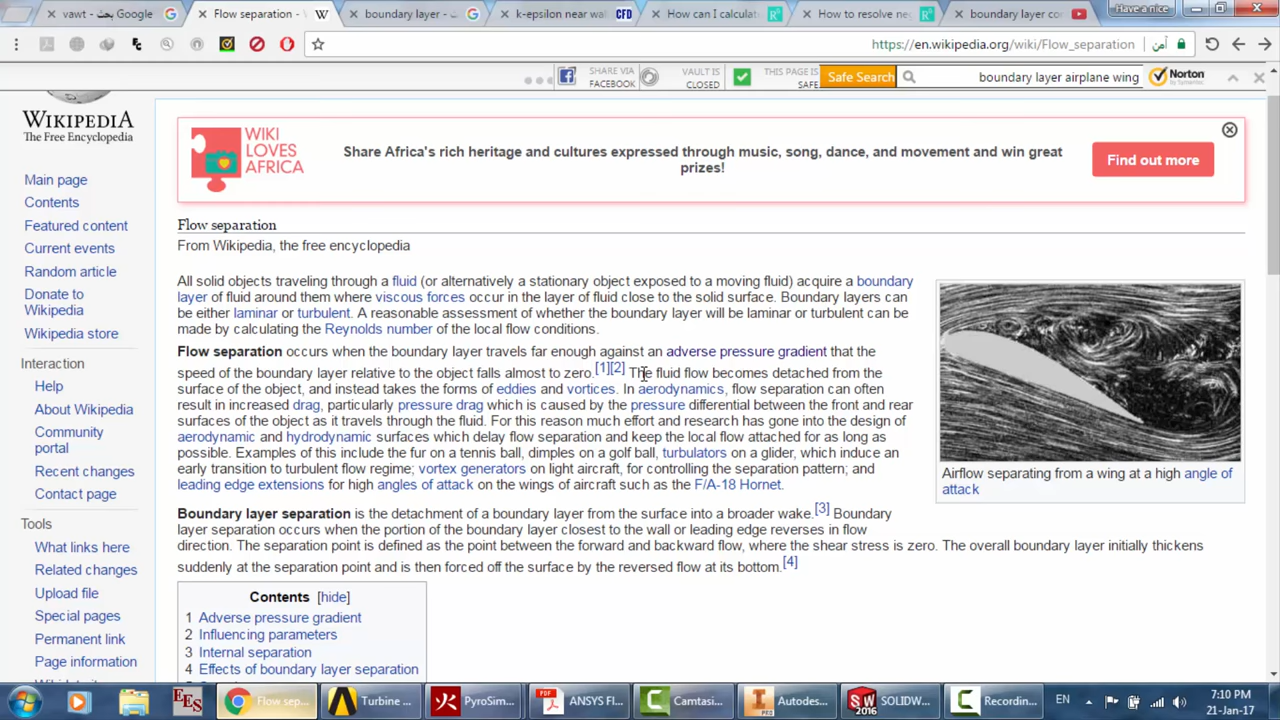 vawt - بحث Google
Flow separation -
boundary layer -
k-epsilon near wa
How can I calculat
How to resolve ne
boundary layer co
Have a nice
https://en.wikipedia.org/wiki/Flow_separation
أمن
SHARE VIA
FACEBOOK
VAULT IS
CLOSED
THIS PAGE IS
SAFE
Safe Search
boundary layer airplane wing
Norton
by Symantec
WIKIPEDIA
The Free Encyclopedia
Main page
Contents
Featured content
Current events
Random article
Donate to
Wikipedia
Wikipedia store
Interaction
Help
About Wikipedia
Community
portal
Recent changes
Contact page
Tools
What links here
Related changes
Upload file
Special pages
Permanent link
Page information
WIKI
LOVES
AFRICA
Share Africa's rich heritage and cultures expressed through music, song, dance, and movement and win great
prizes!
Find out more
Flow separation
From Wikipedia, the free encyclopedia
All solid objects traveling through a fluid (or alternatively a stationary object exposed to a moving fluid) acquire a boundary
layer of fluid around them where viscous forces occur in the layer of fluid close to the solid surface. Boundary layers can
be either laminar or turbulent. A reasonable assessment of whether the boundary layer will be laminar or turbulent can be
made by calculating the Reynolds number of the local flow conditions.
Flow separation occurs when the boundary layer travels far enough against an adverse pressure gradient that the
speed of the boundary layer relative to the object falls almost to zero.[1][2] The fluid flow becomes detached from the
surface of the object, and instead takes the forms of eddies and vortices. In aerodynamics, flow separation can often
result in increased drag, particularly pressure drag which is caused by the pressure differential between the front and rear
surfaces of the object as it travels through the fluid. For this reason much effort and research has gone into the design of
aerodynamic and hydrodynamic surfaces which delay flow separation and keep the local flow attached for as long as
possible. Examples of this include the fur on a tennis ball, dimples on a golf ball, turbulators on a glider, which induce an
early transition to turbulent flow regime; vortex generators on light aircraft, for controlling the separation pattern; and
leading edge extensions for high angles of attack on the wings of aircraft such as the F/A-18 Hornet.
Airflow separating from a wing at a high angle of
attack
Boundary layer separation is the detachment of a boundary layer from the surface into a broader wake.[3] Boundary
layer separation occurs when the portion of the boundary layer closest to the wall or leading edge reverses in flow
direction. The separation point is defined as the point between the forward and backward flow, where the shear stress is zero. The overall boundary layer initially thickens
suddenly at the separation point and is then forced off the surface by the reversed flow at its bottom.[4]
Contents [hide]
1 Adverse pressure gradient
2 Influencing parameters
3 Internal separation
4 Effects of boundary layer separation
Flow sep...
Turbine ...
PyroSim...
ANSYS Fl...
Camtasi...
Autodes...
SOLIDW...
Recordin...
EN
7:10 PM
21-Jan-17